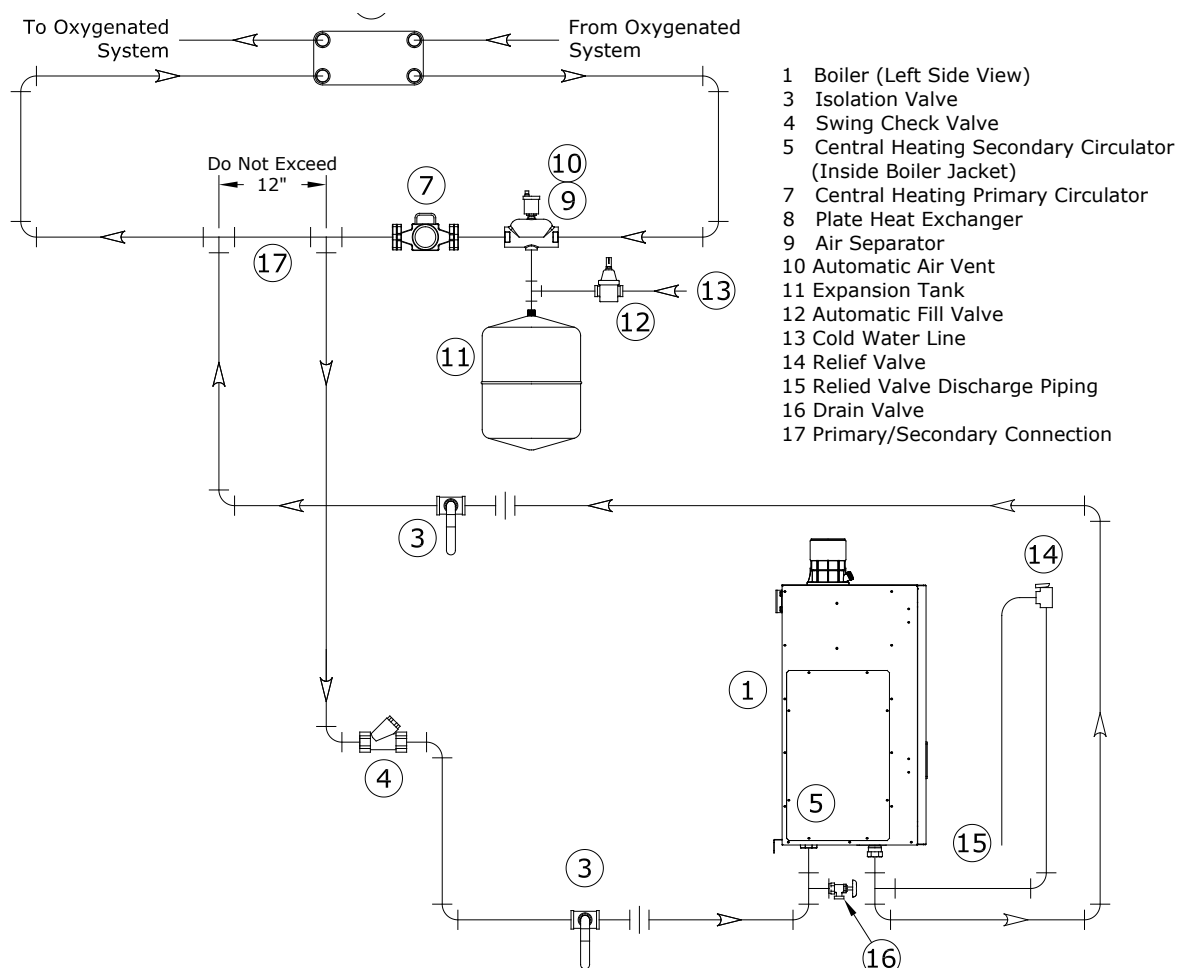 To Oxygenated
System
From Oxygenated
System
Do Not Exceed
12"
7
10
9
17
13
12
11
3
14
1
4
5
15
3
16
1 Boiler (Left Side View)
3 Isolation Valve
4 Swing Check Valve
5 Central Heating Secondary Circulator
(Inside Boiler Jacket)
7 Central Heating Primary Circulator
8 Plate Heat Exchanger
9 Air Separator
10 Automatic Air Vent
11 Expansion Tank
12 Automatic Fill Valve
13 Cold Water Line
14 Relief Valve
15 Relied Valve Discharge Piping
16 Drain Valve
17 Primary/Secondary Connection